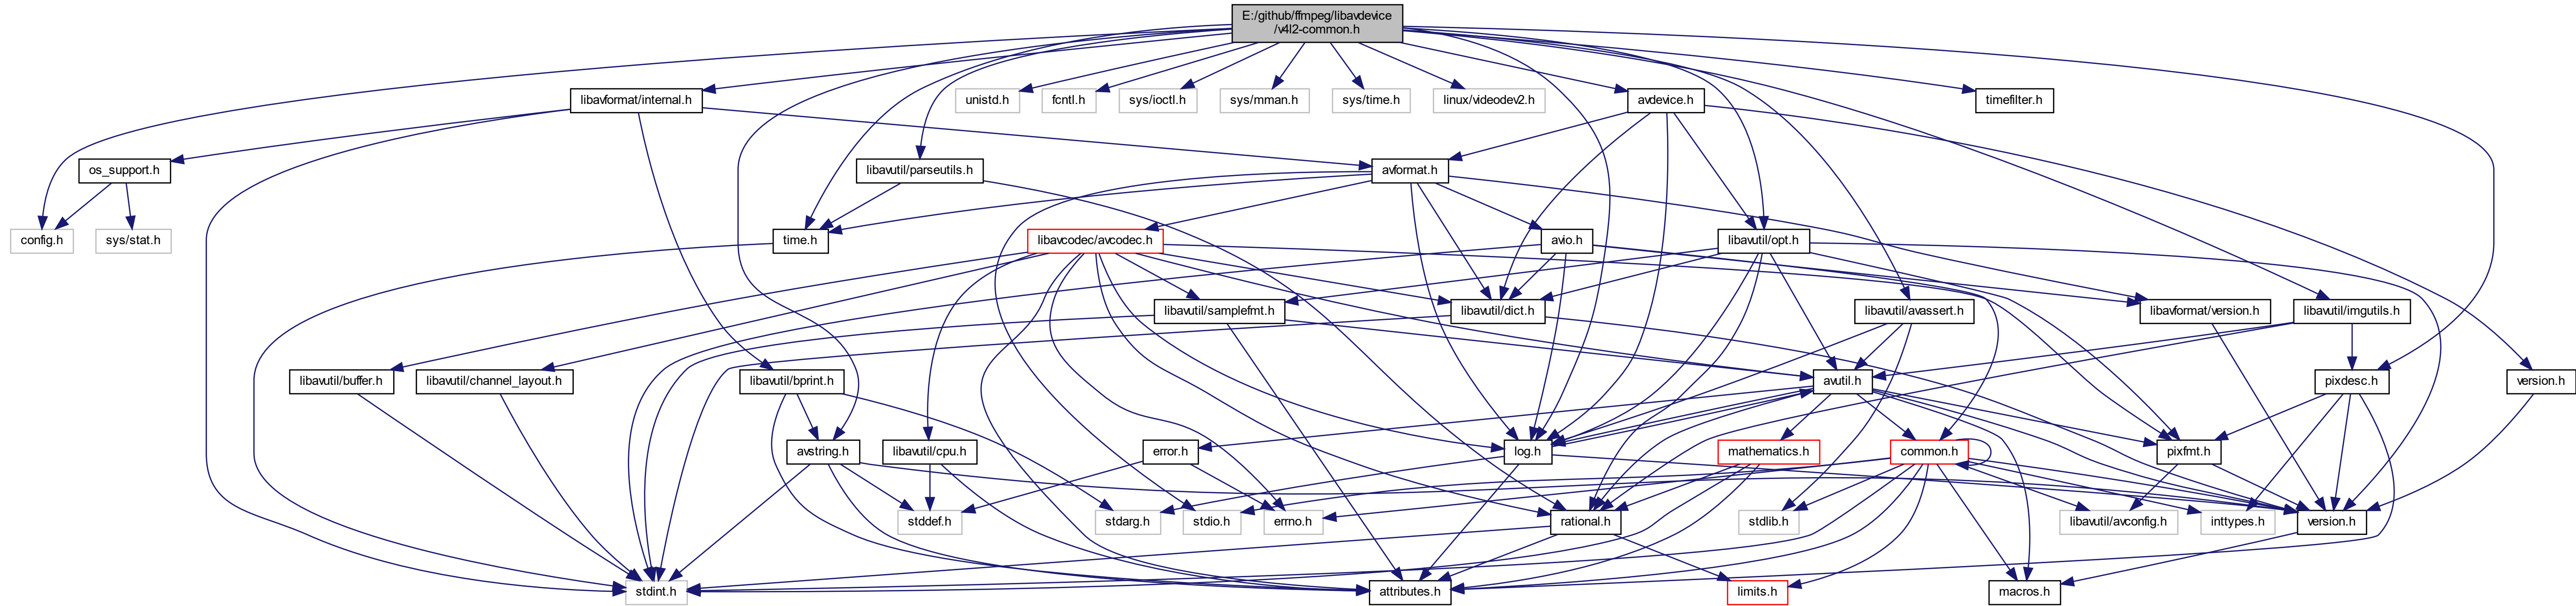 E:/github/ffmpeg/libavdevice
/v4l2-common.h
libavformat/internal.h
unistd.h
fcntl.h
sys/ioctl.h
sys/mman.h
sys/time.h
linux/videodev2.h
avdevice.h
timefilter.h
os_support.h
libavutil/parseutils.h
avformat.h
config.h
sys/stat.h
time.h
libavcodec/avcodec.h
avio.h
libavutil/opt.h
libavutil/samplefmt.h
libavutil/dict.h
libavutil/avassert.h
libavformat/version.h
libavutil/imgutils.h
libavutil/buffer.h
libavutil/channel_layout.h
libavutil/bprint.h
avutil.h
pixdesc.h
version.h
avstring.h
libavutil/cpu.h
error.h
log.h
mathematics.h
common.h
pixfmt.h
stddef.h
stdarg.h
stdio.h
errno.h
rational.h
stdlib.h
libavutil/avconfig.h
inttypes.h
version.h
stdint.h
attributes.h
limits.h
macros.h